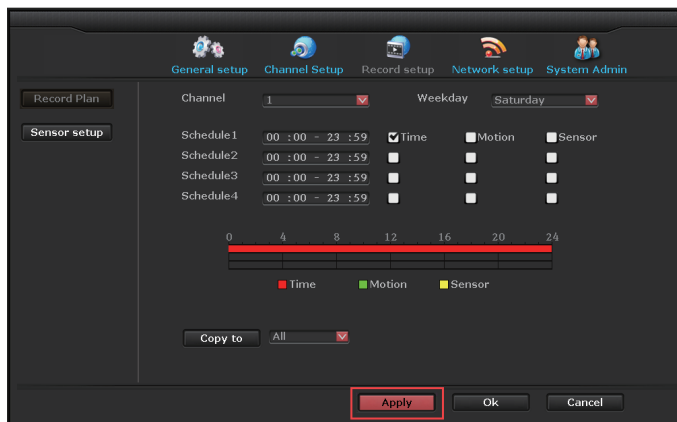 General setup Channel Setup Record setup Network setup System Admin
Record Plan
Sensor setup
Channel 1 Weekday Saturday
Schedule1 00 :00 - 23 :59 Time Motion Sensor
Schedule2 00 :00 - 23 :59
Schedule3 00 :00 - 23 :59
Schedule4 00 :00 - 23 :59
0 4 8 12 16 20 24
Time Motion Sensor
Copy to All
Apply Ok Cancel